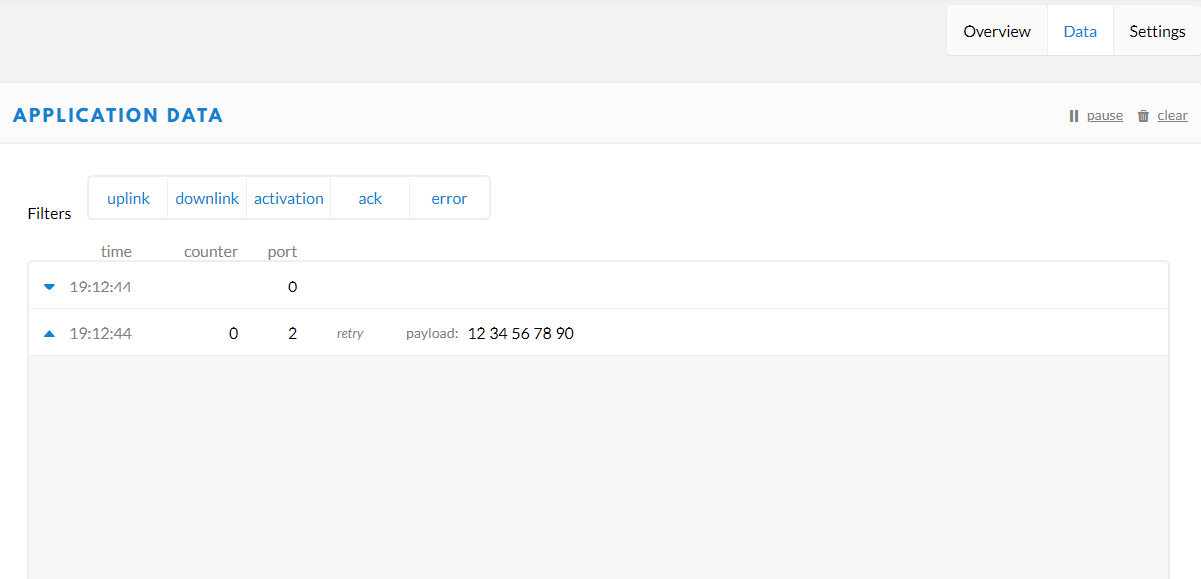 Overview Data Settings
APPLICATION DATA pause clear
Filters uplink downlink activation ack error
time counter port
19:12:44 0
19:12:44 0 2 retry payload: 12 34 56 78 90